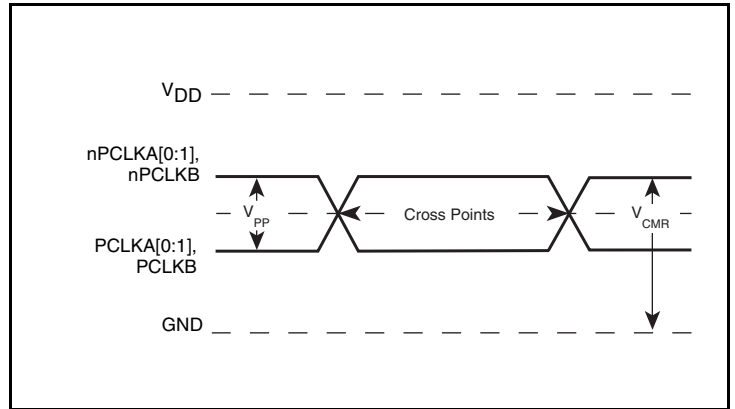 VDD
nPCLKA[0:1],
nPCLKB
VPP
Cross Points
VCMR
PCLKA[0:1],
PCLKB
GND